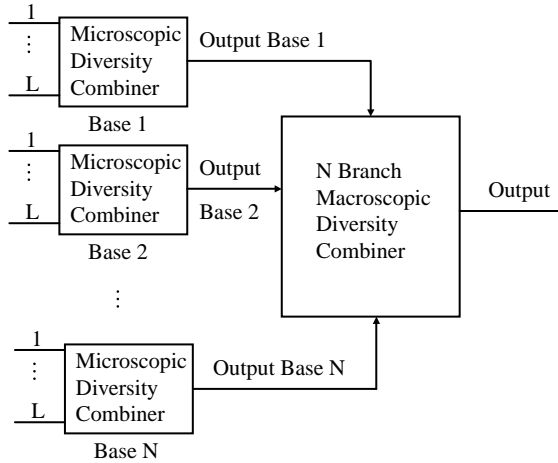 1
⋮
L
Microscopic
Diversity
Combiner
Base 1
Output Base 1
1
⋮
L
Microscopic
Diversity
Combiner
Base 2
Output
Base 2
⋮
1
⋮
L
Microscopic
Diversity
Combiner
Base N
Output Base N
N Branch
Macroscopic
Diversity
Combiner
Output